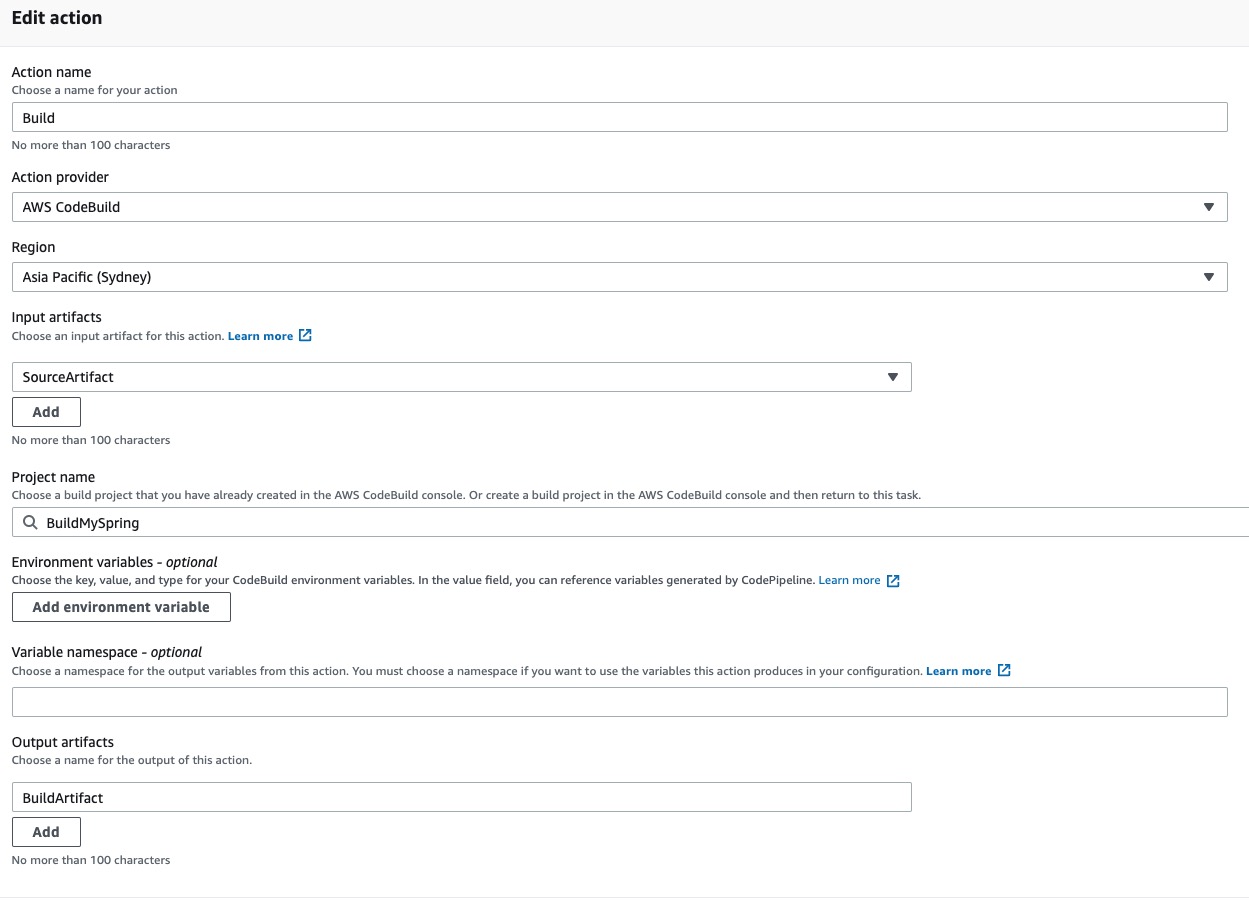 Edit action
Action name
Choose a name for your action
Build
No more than 100 characters
Action provider
AWS CodeBuild
Region
Asia Pacific (Sydney)
Input artifacts
Choose an input artifact for this action. Learn more
SourceArtifact
Add
No more than 100 characters
Project name
Choose a build project that you have already created in the AWS CodeBuild console. Or create a build project in the AWS CodeBuild console and then return to this task.
BuildMySpring
Environment variables - optional
Choose the key, value, and type for your CodeBuild environment variables. In the value field, you can reference variables generated by CodePipeline. Learn more
Add environment variable
Variable namespace - optional
Choose a namespace for the output variables from this action. You must choose a namespace if you want to use the variables this action produces in your configuration. Learn more
Output artifacts
Choose a name for the output of this action.
BuildArtifact
Add
No more than 100 characters